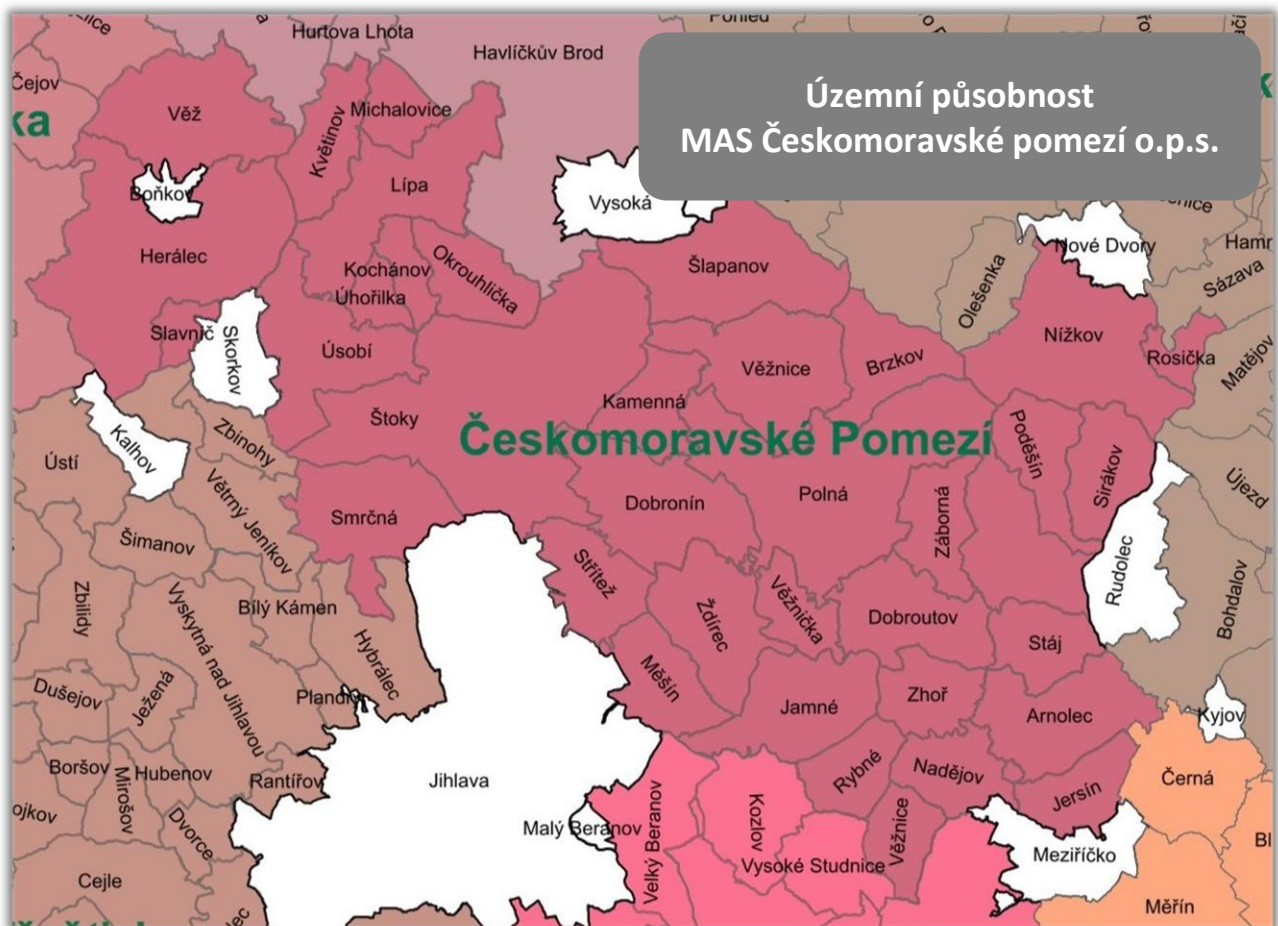 Územní působnost
MAS Českomoravské pomezí o.p.s.
Hurtova Lhota
Havlíčkův Brod
Čejov
Věž
Květinov
Michalovice
Boňkov
Lípa
Vysoká
Herálec
Kochánov
Okrouhlička
Úhořilka
Šlapanov
Olešenka
Nové Dvory
Sázava
Slavníč
Skorkov
Úsobí
Věžnice
Brzkov
Nížkov
Rosička
Matějov
Kamenná
Štoky
Českomoravské Pomezí
Poděšín
Sirákov
Ústí
Kalhov
Zbinohy
Větrný Jeníkov
Smrčná
Dobronín
Polná
Záborná
Újezd
Šimanov
Střítež
Rudolec
Zbilidy
Vyskytná nad Jihlavou
Bílý Kámen
Hybrálec
Ždírec
Věžnička
Dobroutov
Stáj
Bohdalov
Dušejov
Ježená
Měšín
Jamné
Zhoř
Arnolec
Kyjov
Boršov
Mirošov
Hubenov
Rantířov
Jihlava
Rybné
Nadějov
Jersín
Černá
Dvorce
Malý Beranov
Velký Beranov
Kozlov
Vysoké Studnice
Věžnice
Meziříčko
Cejle
Měřín